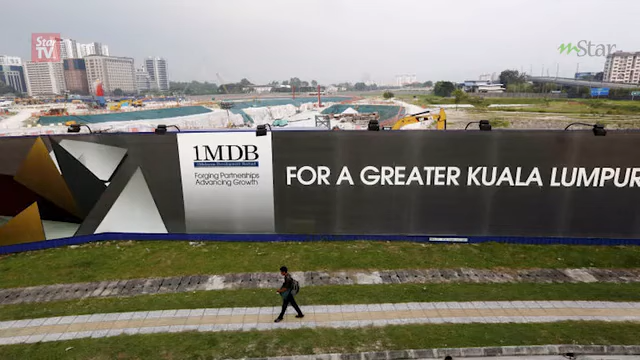 STAR
TV
mStar
1MDB
Forging Partnerships
Advancing Growth
FOR A GREATER KUALA LUMPUR